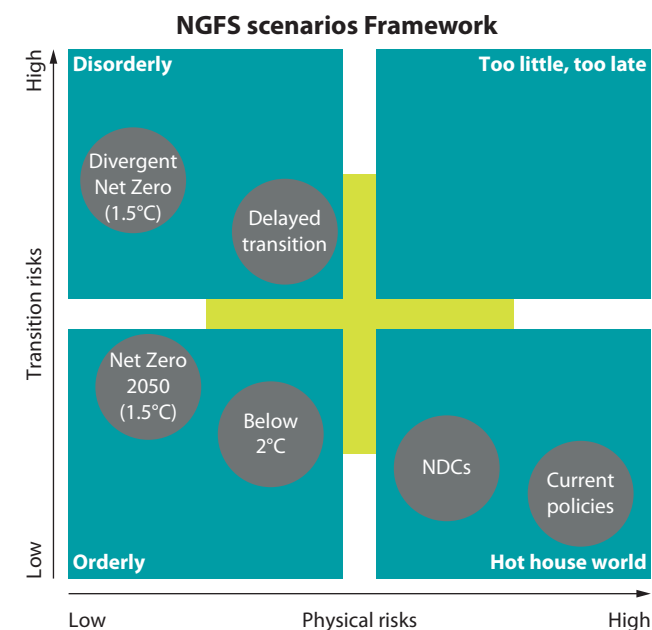 NGFS scenarios Framework
High
Disorderly
Too little, too late
Divergent
Net Zero
(1.5°C)
Delayed
transition
Transition risks
Net Zero
2050
(1.5°C)
Below
2°C
NDCs
Current
policies
Low
Orderly
Hot house world
Low
Physical risks
High